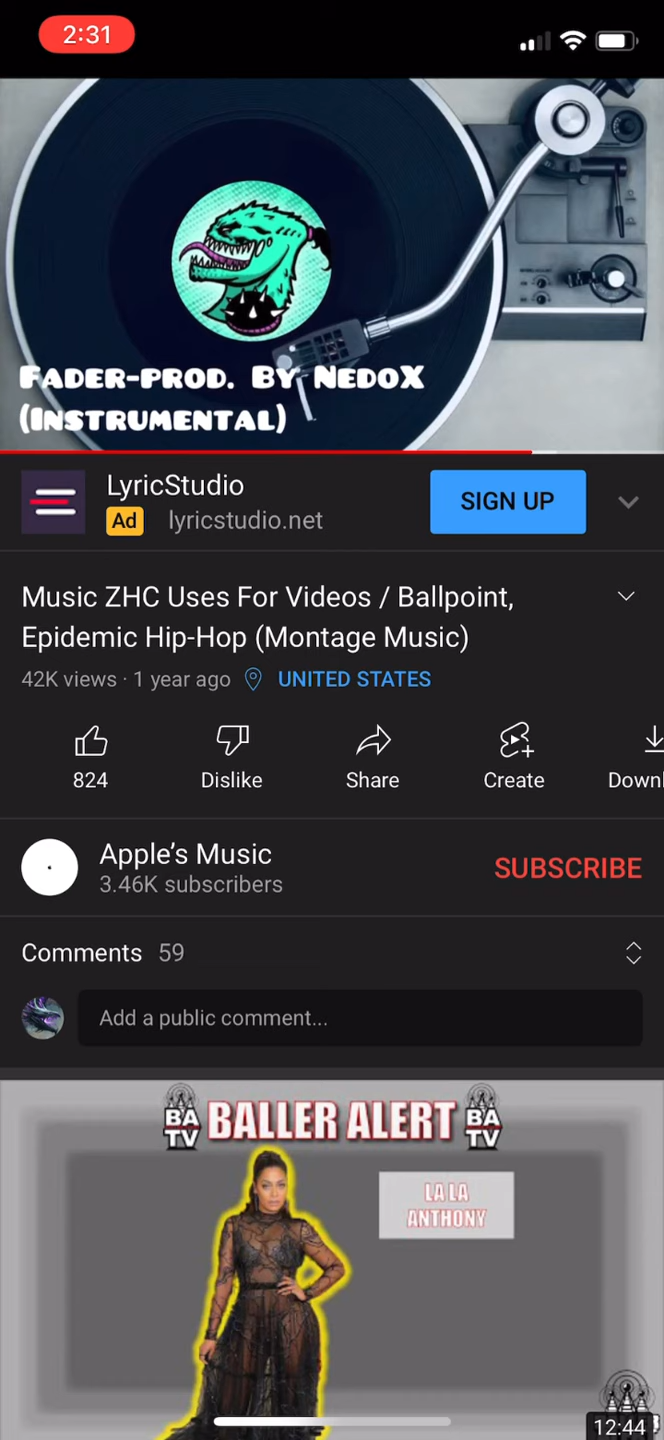 2:31
FADER-PROD. BY NEDOX
(INSTRUMENTAL)
LyricStudio
Ad lyricstudio.net
SIGN UP
Music ZHC Uses For Videos / Ballpoint,
Epidemic Hip-Hop (Montage Music)
42K views · 1 year ago UNITED STATES
824 Dislike Share Create Downl
Apple’s Music
3.46K subscribers
SUBSCRIBE
Comments 59
Add a public comment...
BA TV BALLER ALERT BA TV
LA LA
ANTHONY
12:44